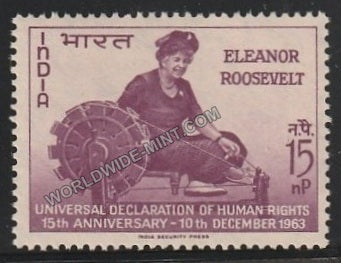 INDIA
भारत
ELEANOR
ROOSEVELT
न.पै.
15
nP
UNIVERSAL DECLARATION OF HUMAN RIGHTS
15th ANNIVERSARY - 10th DECEMBER 1963
INDIA SECURITY PRESS
WORLDWIDE-MINT.COM